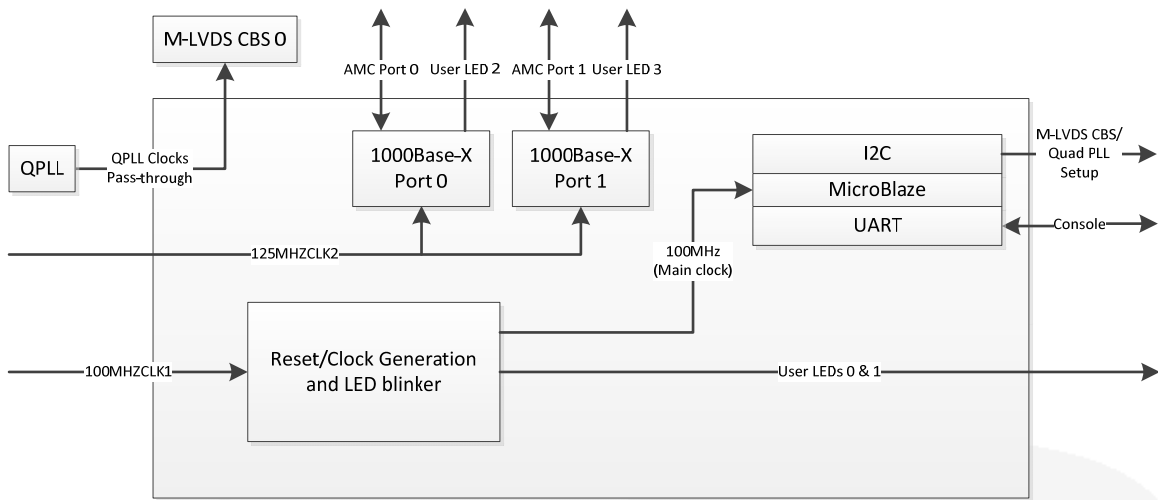 M-LVDS CBS 0
AMC Port 0
User LED 2
AMC Port 1
User LED 3
QPLL
QPLL Clocks
Pass-through
1000Base-X
Port 0
1000Base-X
Port 1
I2C
MicroBlaze
UART
M-LVDS CBS/
Quad PLL
Setup
Console
125MHZCLK2
100MHz
(Main clock)
Reset/Clock Generation
and LED blinker
100MHZCLK1
User LEDs 0 & 1